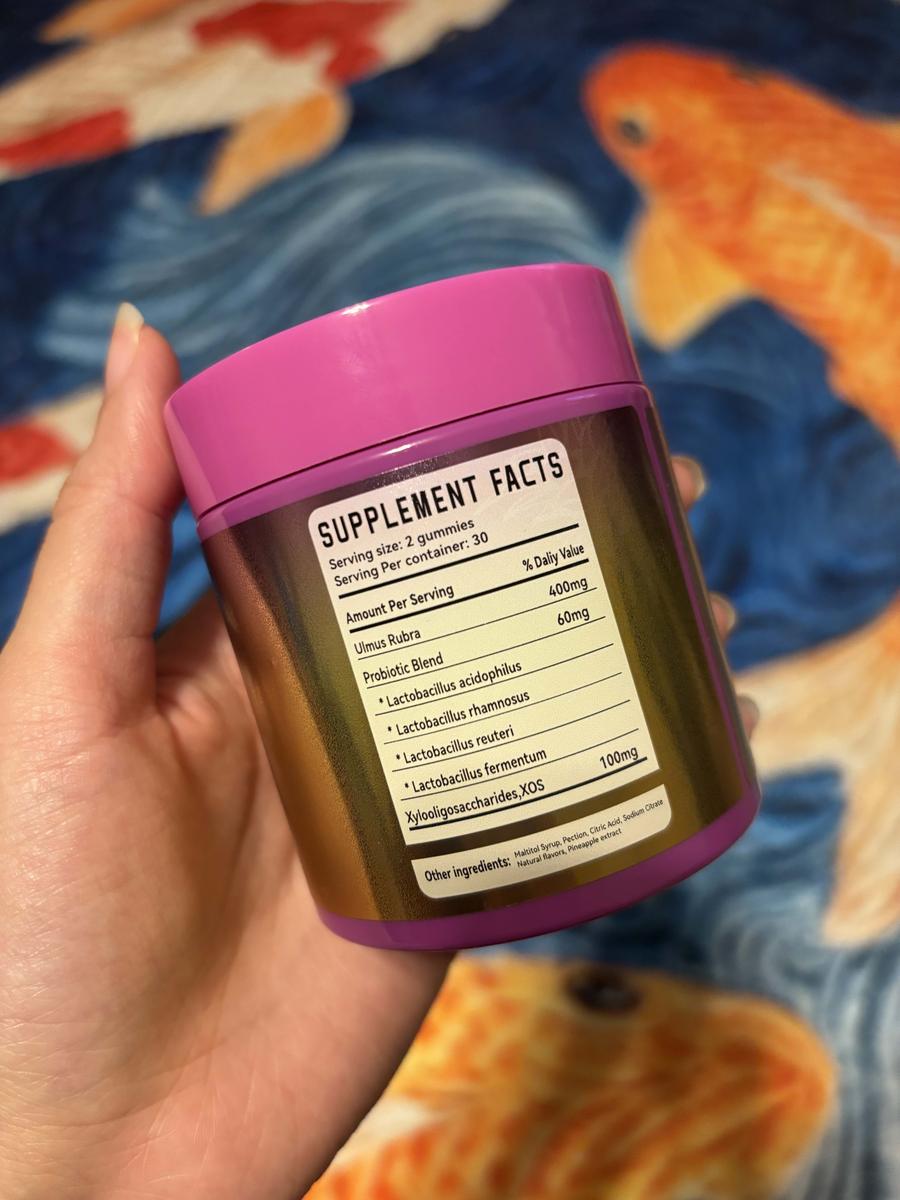 SUPPLEMENT FACTS
Serving size: 2 gummies
Serving Per container: 30
Amount Per Serving % Daliy Value
Ulmus Rubra 400mg
Probiotic Blend 60mg
* Lactobacillus acidophilus
* Lactobacillus rhamnosus
* Lactobacillus reuteri
* Lactobacillus fermentum
Xylooligosaccharides,XOS 100mg
Other ingredients: Maltitol Syrup, Pection, Citric Acid, Sodium Citrate
Natural flavors, Pineapple extract